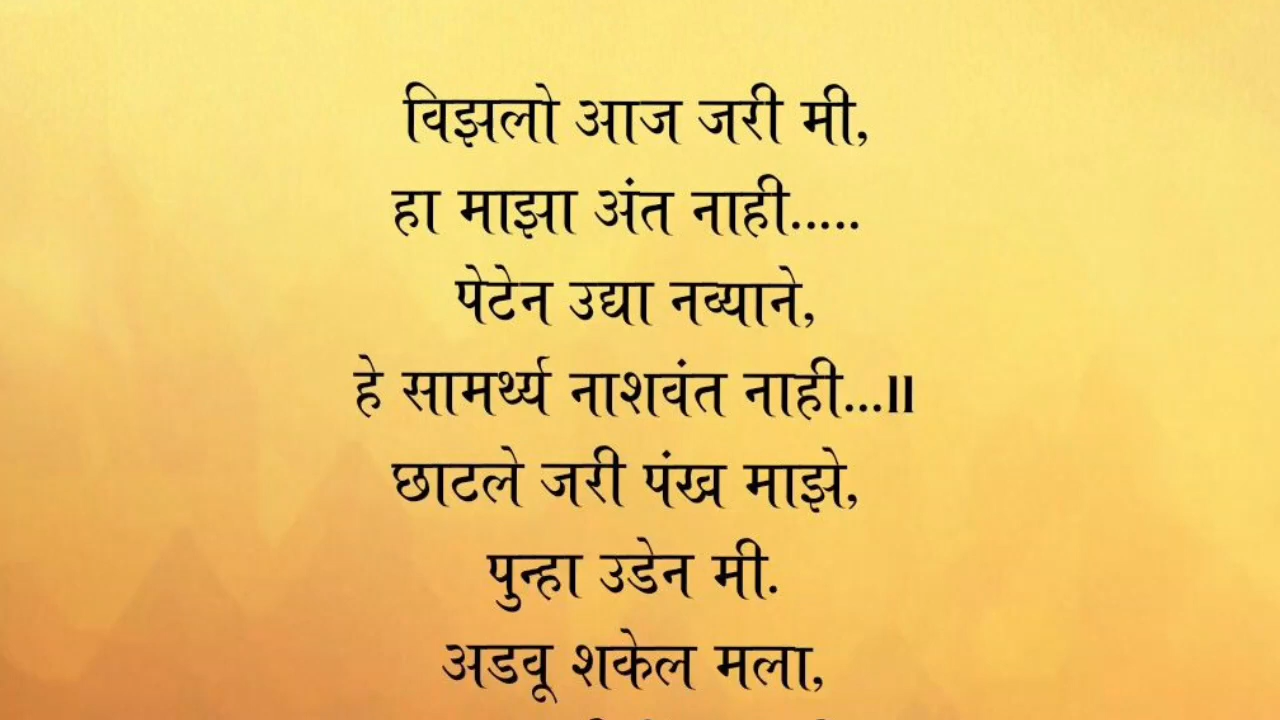 विझलो आज जरी मी,
हा माझा अंत नाही.....
पेटेन उद्या नव्याने,
हे सामर्थ्य नाशवंत नाही...॥
छाटले जरी पंख माझे,
पुन्हा उडेन मी.
अडवू शकेल मला,